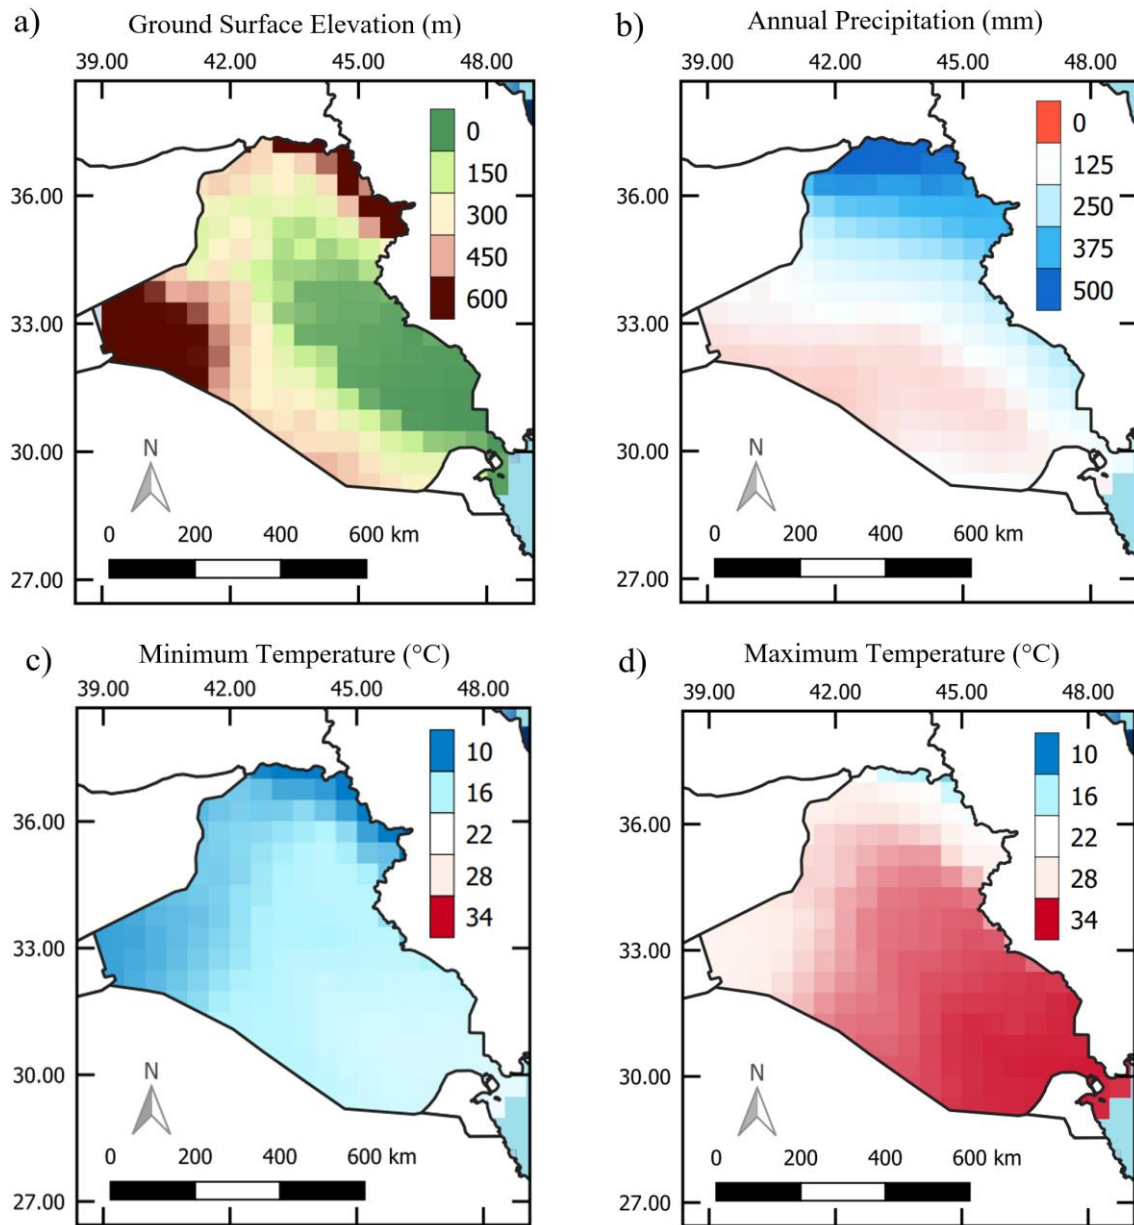 a) Ground Surface Elevation (m)
39.00 42.00 45.00 48.00
0
150
300
450
600
36.00
33.00
30.00
27.00
N
0 200 400 600 km
b) Annual Precipitation (mm)
39.00 42.00 45.00 48.00
0
125
250
375
500
36.00
33.00
30.00
27.00
N
0 200 400 600 km
c) Minimum Temperature (°C)
39.00 42.00 45.00 48.00
10
16
22
28
34
36.00
33.00
30.00
27.00
N
0 200 400 600 km
d) Maximum Temperature (°C)
39.00 42.00 45.00 48.00
10
16
22
28
34
36.00
33.00
30.00
27.00
N
0 200 400 600 km